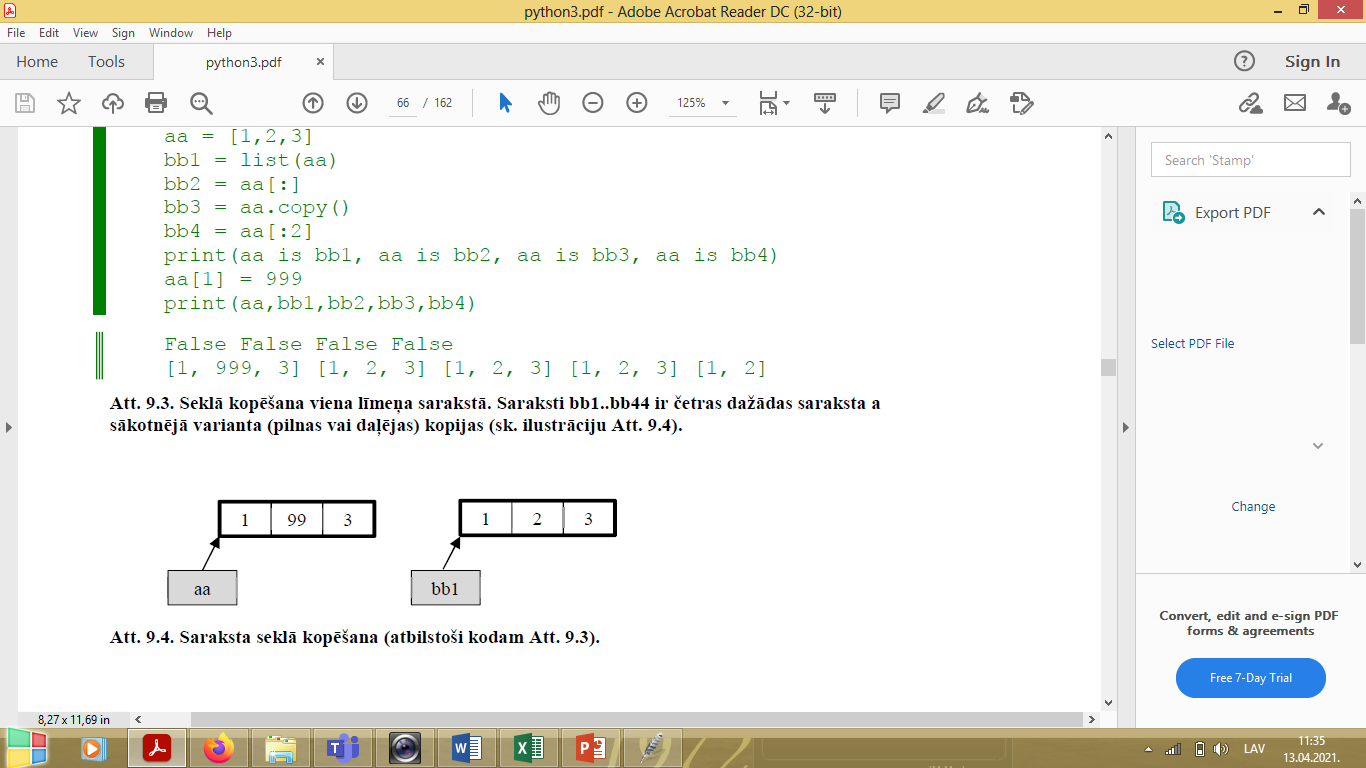 python3.pdf - Adobe Acrobat Reader DC (32-bit)
File Edit View Sign Window Help
Home Tools python3.pdf × Sign In
66 / 162 125%
aa = [1,2,3]
bb1 = list(aa)
bb2 = aa[:]
bb3 = aa.copy()
bb4 = aa[:2]
print(aa is bb1, aa is bb2, aa is bb3, aa is bb4)
aa[1] = 999
print(aa,bb1,bb2,bb3,bb4)
False False False False
[1, 999, 3] [1, 2, 3] [1, 2, 3] [1, 2, 3] [1, 2]
Att. 9.3. Seklā kopēšana viena līmeņa sarakstā. Saraksti bb1..bb44 ir četras dažādas saraksta a
sākotnējā varianta (pilnas vai daļējas) kopijas (sk. ilustrāciju Att. 9.4).
1 99 3 1 2 3
aa bb1
Att. 9.4. Saraksta seklā kopēšana (atbilstoši kodam Att. 9.3).
8,27 x 11,69 in
Search 'Stamp'
Export PDF
Select PDF File
Change
Convert, edit and e-sign PDF
forms & agreements
Free 7-Day Trial
LAV
11:35
13.04.2021.